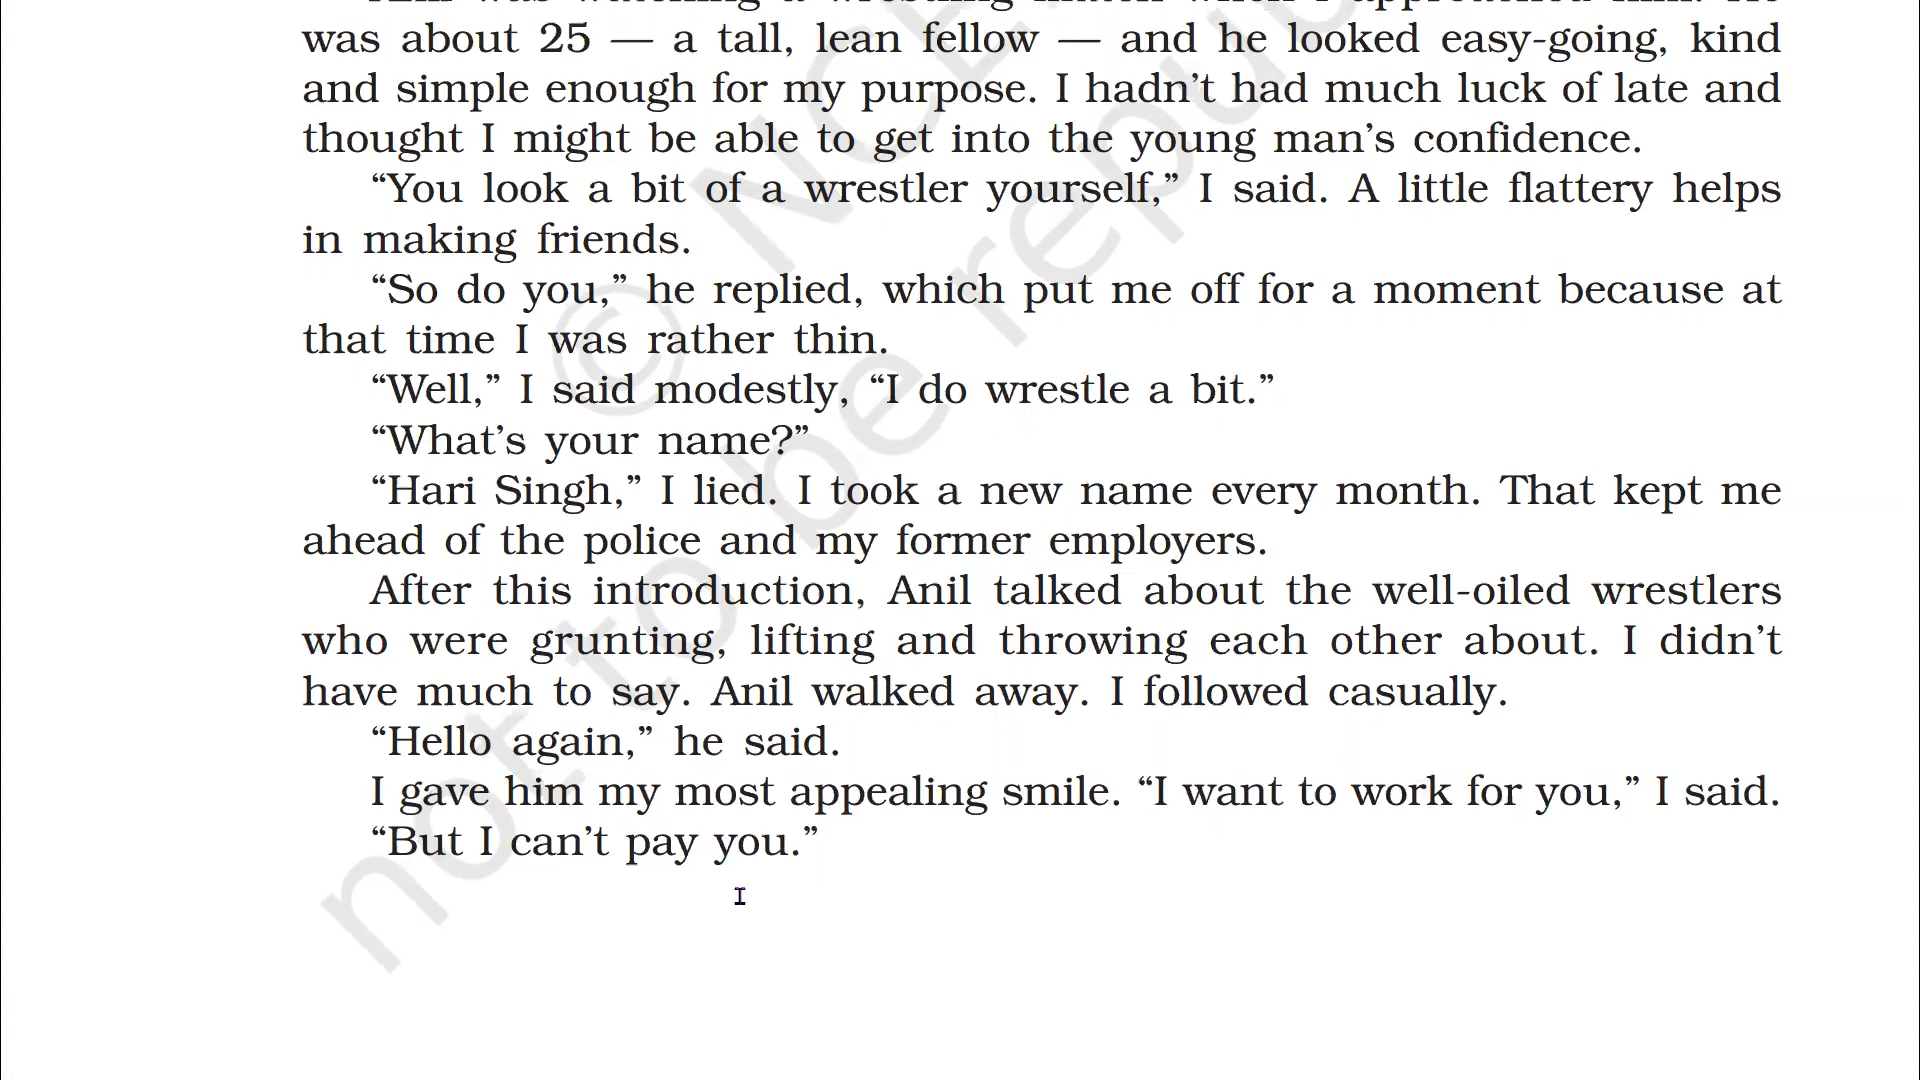 was about 25 — a tall, lean fellow — and he looked easy-going, kind
and simple enough for my purpose. I hadn't had much luck of late and
thought I might be able to get into the young man's confidence.
“You look a bit of a wrestler yourself,” I said. A little flattery helps
in making friends.
“So do you,” he replied, which put me off for a moment because at
that time I was rather thin.
“Well,” I said modestly, “I do wrestle a bit.”
“What's your name?”
“Hari Singh,” I lied. I took a new name every month. That kept me
ahead of the police and my former employers.
After this introduction, Anil talked about the well-oiled wrestlers
who were grunting, lifting and throwing each other about. I didn't
have much to say. Anil walked away. I followed casually.
“Hello again,” he said.
I gave him my most appealing smile. “I want to work for you,” I said.
“But I can't pay you.”
© NCE
not to be repu